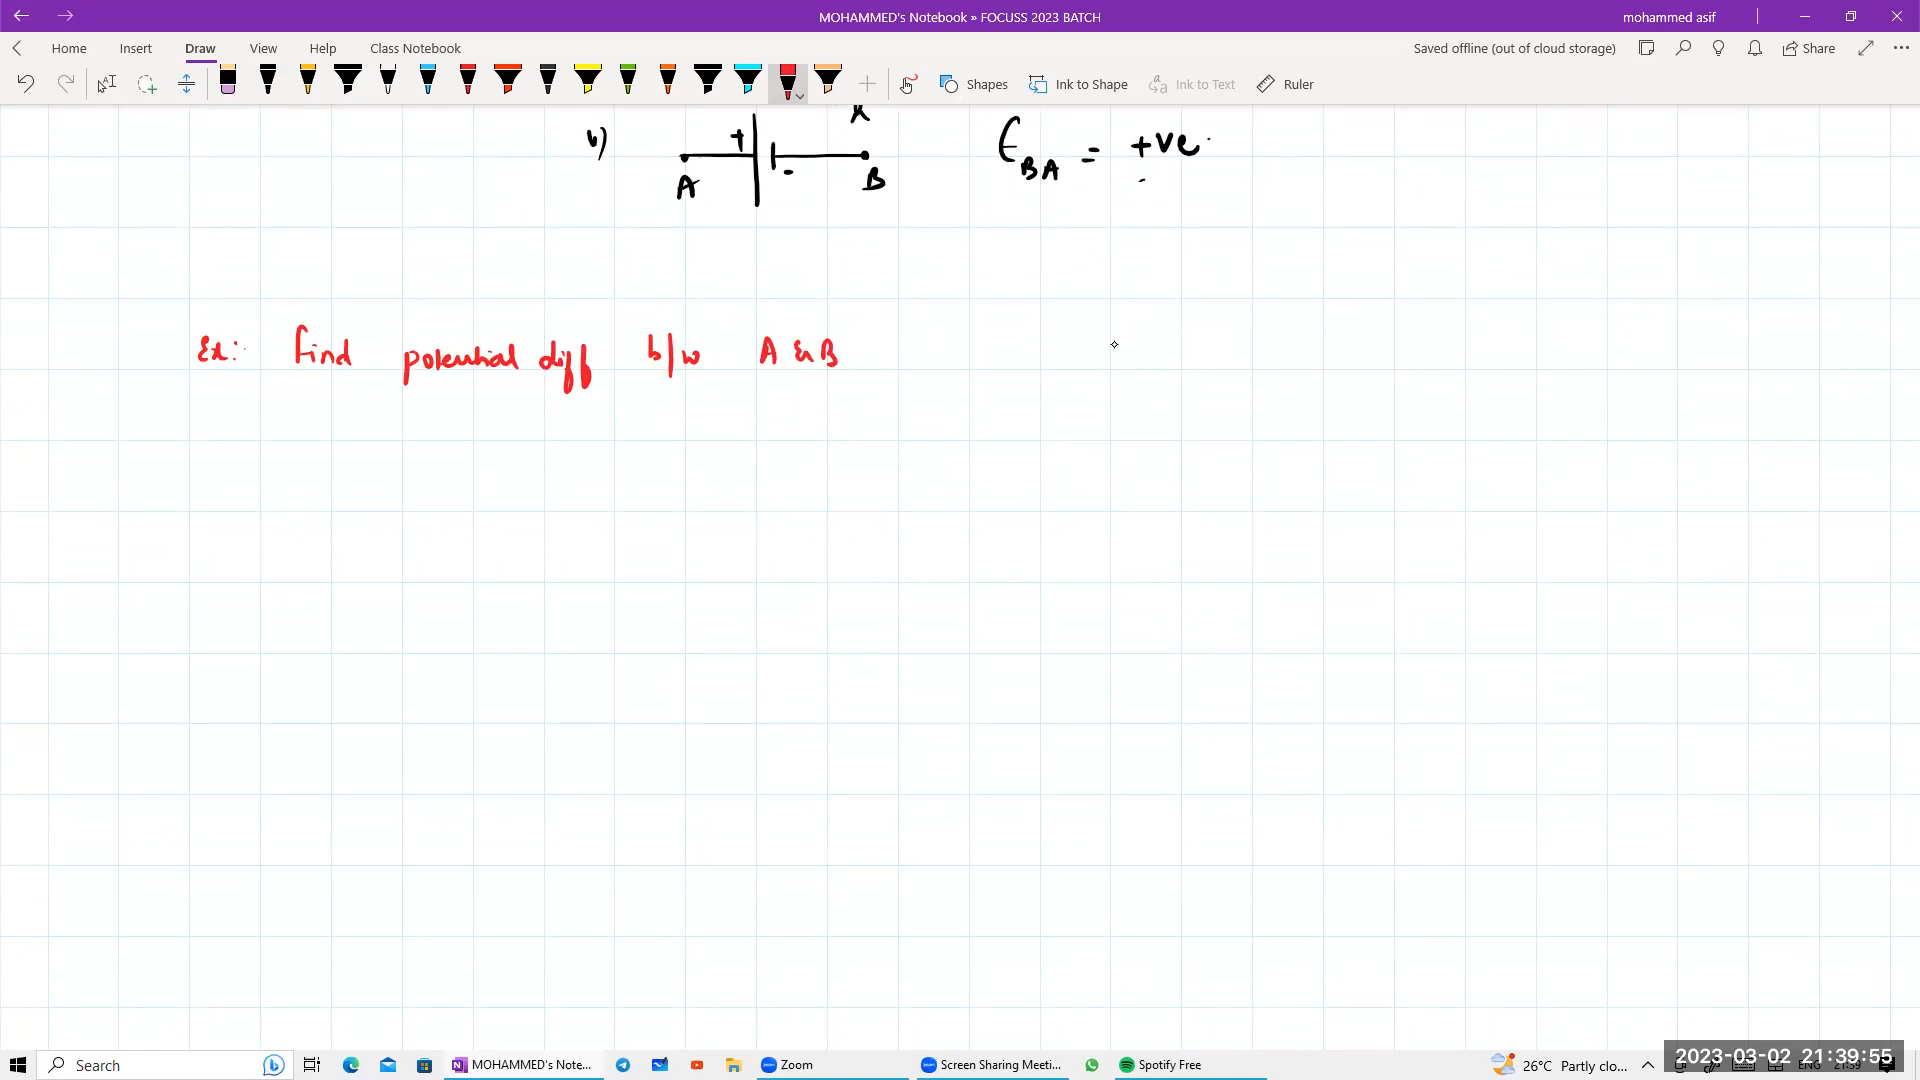 MOHAMMED's Notebook » FOCUSS 2023 BATCH
mohammed asif
Home Insert Draw View Help Class Notebook
Saved offline (out of cloud storage)
Share
Shapes Ink to Shape Ink to Text Ruler
b) + - A B
E BA = +ve
Ex: find potential diff b/w A & B
Search
MOHAMMED's Note...
Zoom
Screen Sharing Meeti...
Spotify Free
26°C Partly clo...
2023-03-02 21:39:55